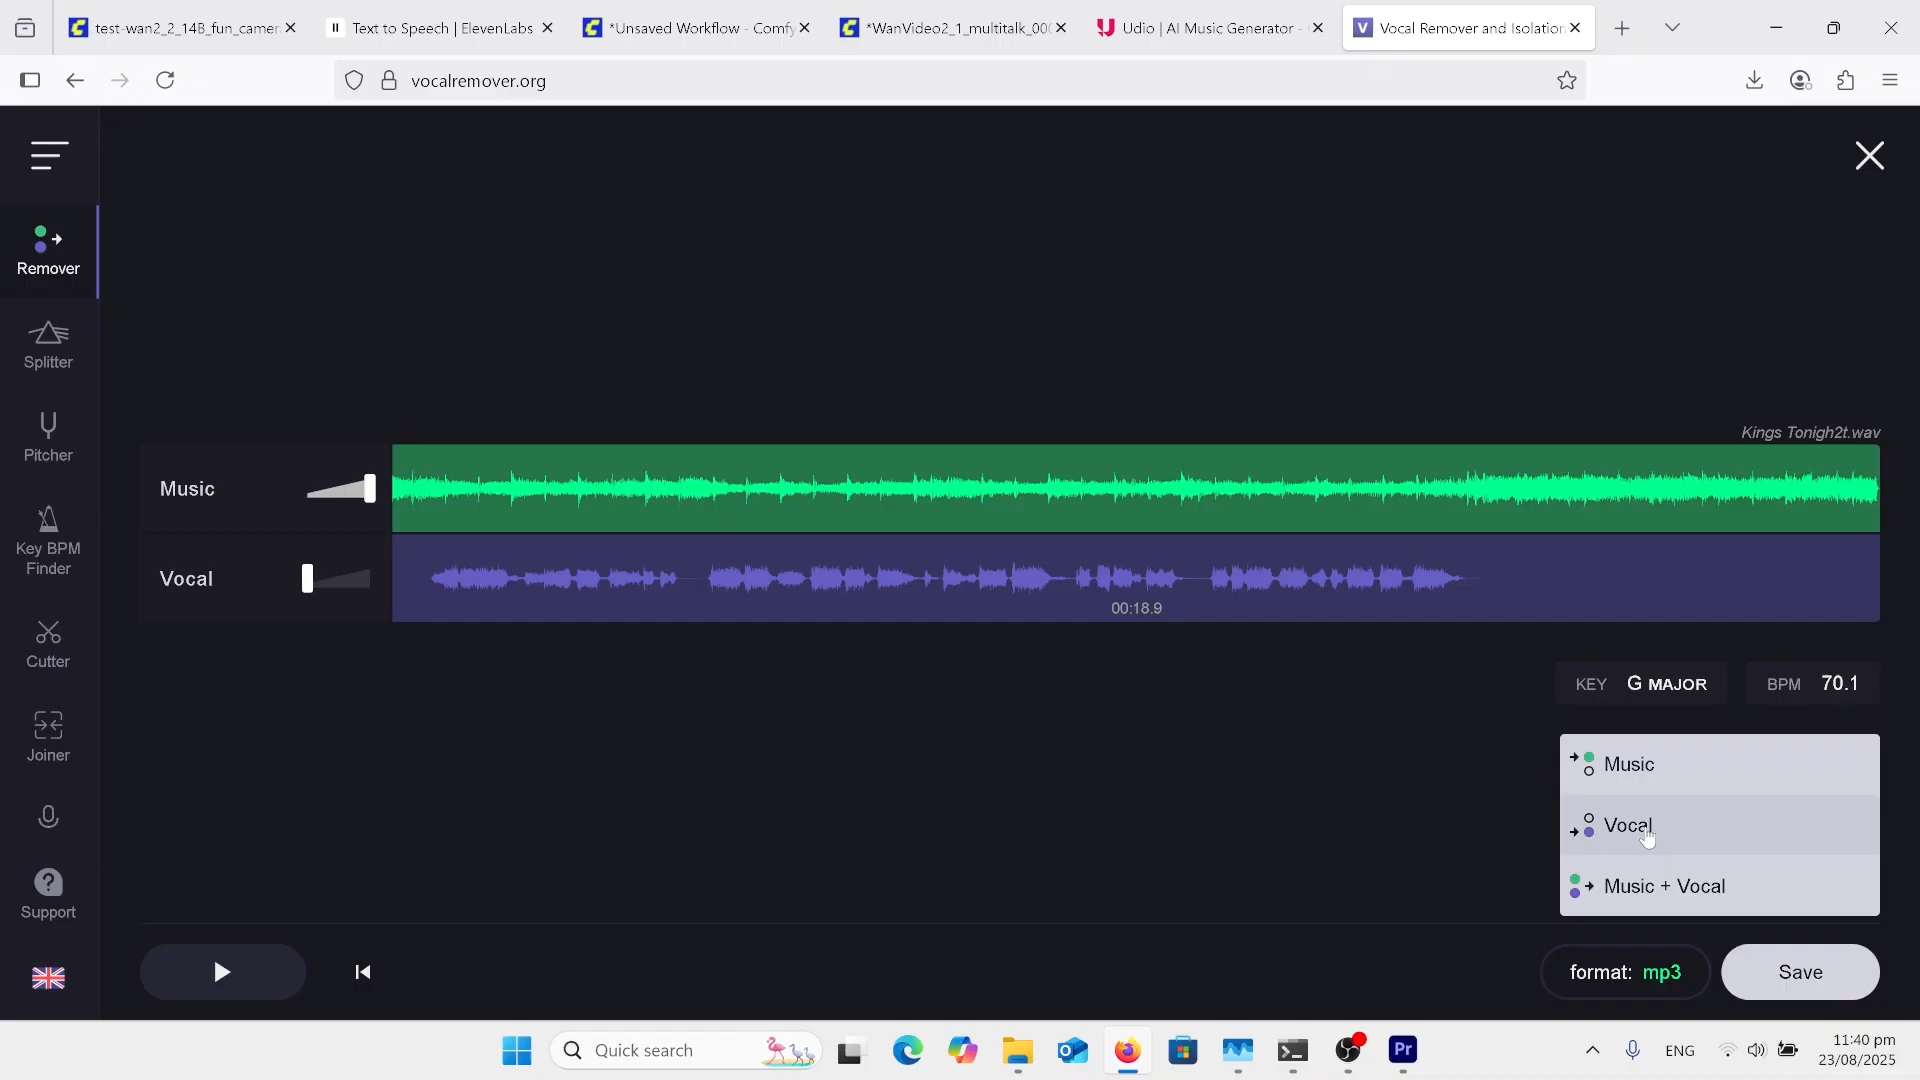 test-wan2_2_14B_fun_camer
Text to Speech | ElevenLabs
*Unsaved Workflow - Comfy
*WanVideo2_1_multitalk_00
Udio | AI Music Generator -
Vocal Remover and Isolation
vocalremover.org
Remover
Splitter
Pitcher
Key BPM
Finder
Cutter
Joiner
Support
Kings Tonigh2t.wav
Music
Vocal
00:18.9
KEY G MAJOR
BPM 70.1
Music
Vocal
Music + Vocal
format: mp3
Save
Quick search
Pr
ENG
11:40 pm
23/08/2025